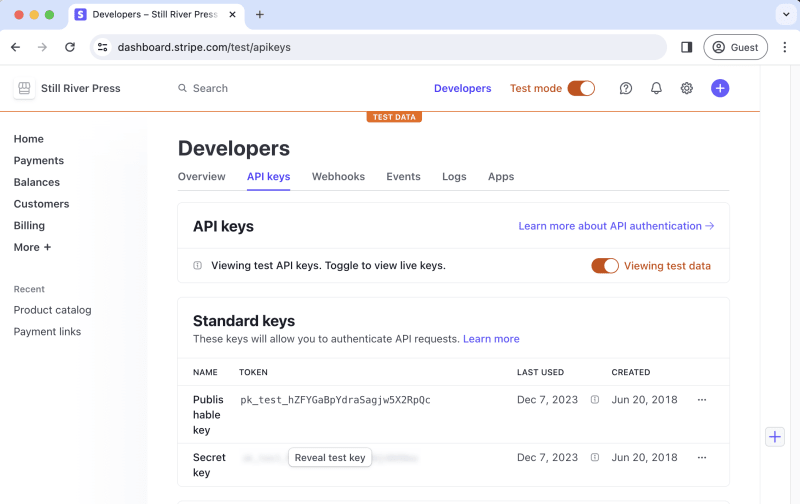 Developers – Still River Press
dashboard.stripe.com/test/apikeys
Guest
Still River Press
Search
Developers
Test mode
TEST DATA
Home
Payments
Balances
Customers
Billing
More +
Recent
Product catalog
Payment links
Developers
Overview API keys Webhooks Events Logs Apps
API keys
Learn more about API authentication →
Viewing test API keys. Toggle to view live keys.
Viewing test data
Standard keys
These keys will allow you to authenticate API requests. Learn more
NAME TOKEN LAST USED CREATED
Publis pk_test_hZFYGaBpYdraSagjw5X2RpQc Dec 7, 2023 Jun 20, 2018
hable
key
Secret Reveal test key Dec 7, 2023 Jun 20, 2018
key